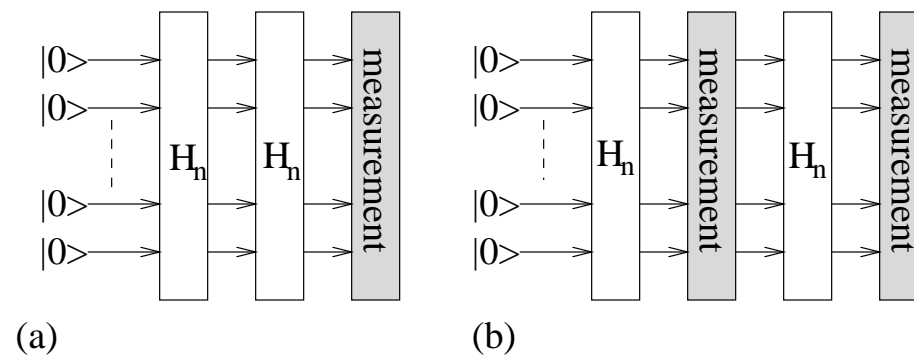 |0>
|0>
|0>
|0>
H_n
H_n
measurement
(a)
|0>
|0>
|0>
|0>
H_n
measurement
H_n
measurement
(b)